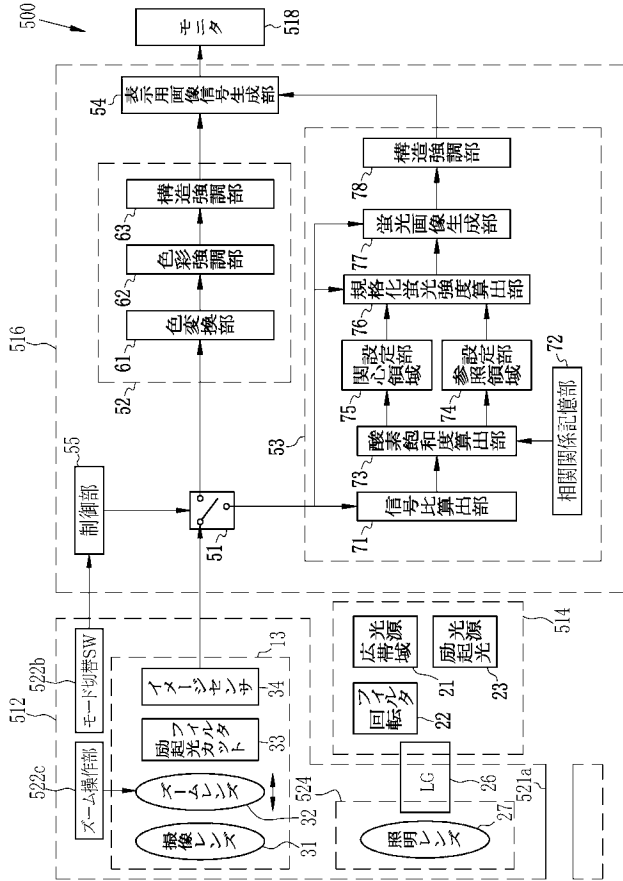 500
516
512
522c
ズーム操作部
522b
モード切替SW
55
制御部
13
撮像レンズ
31
ズームレンズ
32
励起光カット
フィルタ
33
イメージセンサ
34
51
52
色変換部
61
色彩強調部
62
構造強調部
63
54
表示用画像信号生成部
モニタ
518
53
信号比算出部
71
相関関係記憶部
72
酸素飽和度算出部
73
参照領域
設定部
74
関心領域
設定部
75
規格化蛍光強度算出部
76
蛍光画像生成部
77
構造強調部
78
524
照明レンズ
27
LG
26
521a
514
広帯域
光源
21
回転
フィルタ
22
励起光
光源
23